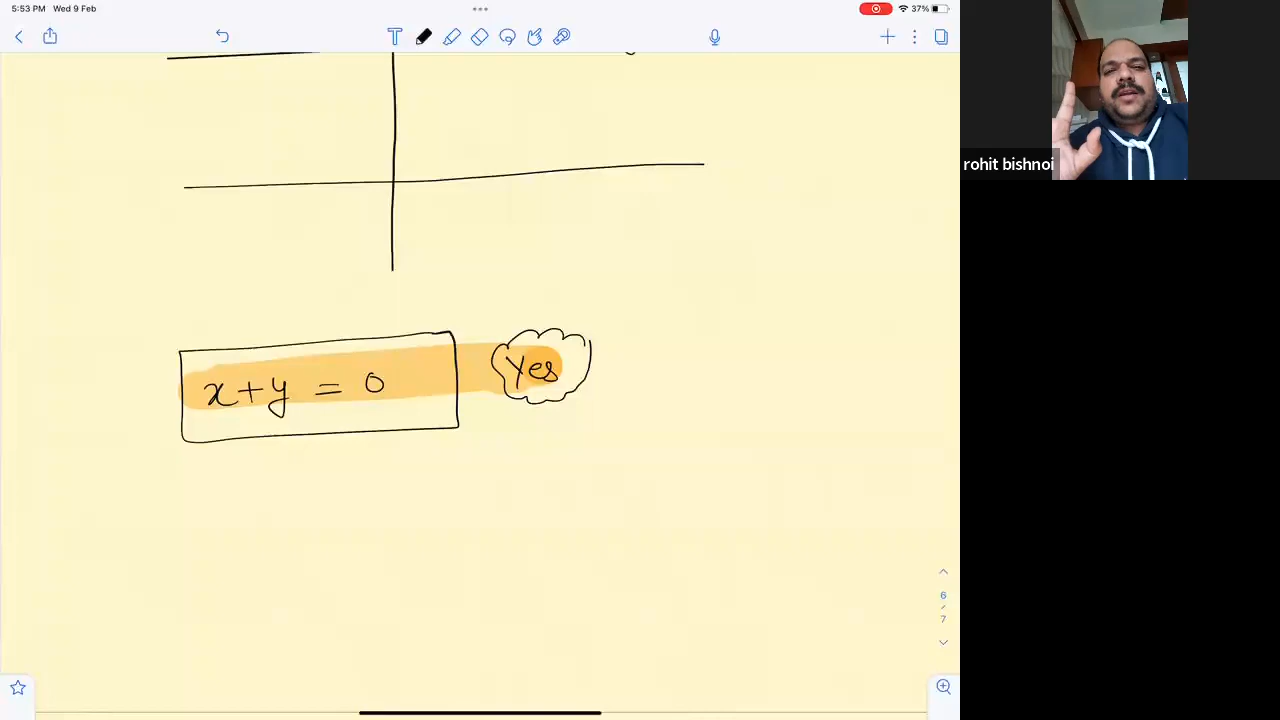 5:53 PM Wed 9 Feb
37%
rohit bishnoi
x+y = 0
Yes
6
7